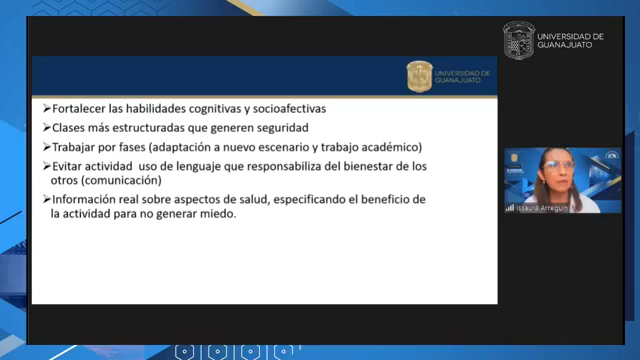 UNIVERSIDAD DE
GUANAJUATO
UNIVERSIDAD DE
GUANAJUATO
➢Fortalecer las habilidades cognitivas y socioafectivas
➢Clases más estructuradas que generen seguridad
➢Trabajar por fases (adaptación a nuevo escenario y trabajo académico)
➢Evitar actividad uso de lenguaje que responsabiliza del bienestar de los
otros (comunicación)
➢Información real sobre aspectos de salud, especificando el beneficio de
la actividad para no generar miedo.
Issaura Arreguin